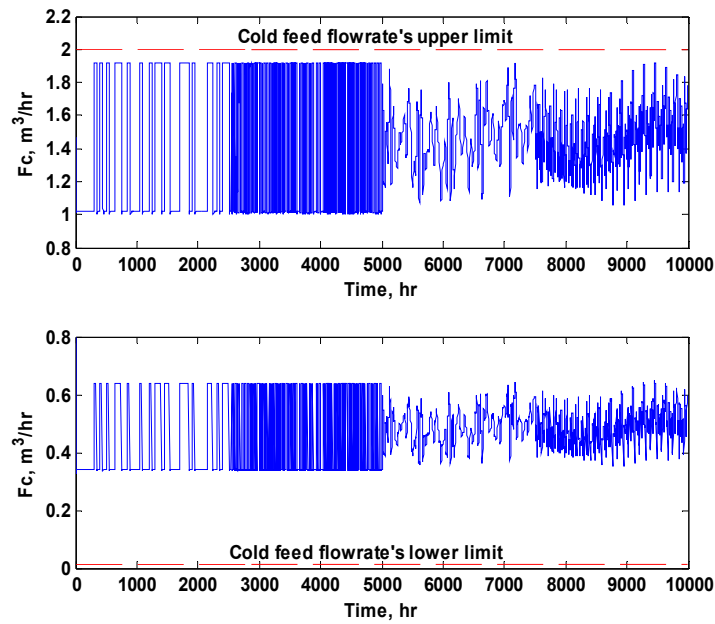 Cold feed flowrate's upper limit
2
1.8
1.6
1.4
1.2
1
0.8
Fc, m³/hr
0 1000 2000 3000 4000 5000 6000 7000 8000 9000 10000
Time, hr
0.8
0.6
0.4
0.2
0
Fc, m³/hr
Cold feed flowrate's lower limit
0 1000 2000 3000 4000 5000 6000 7000 8000 9000 10000
Time, hr